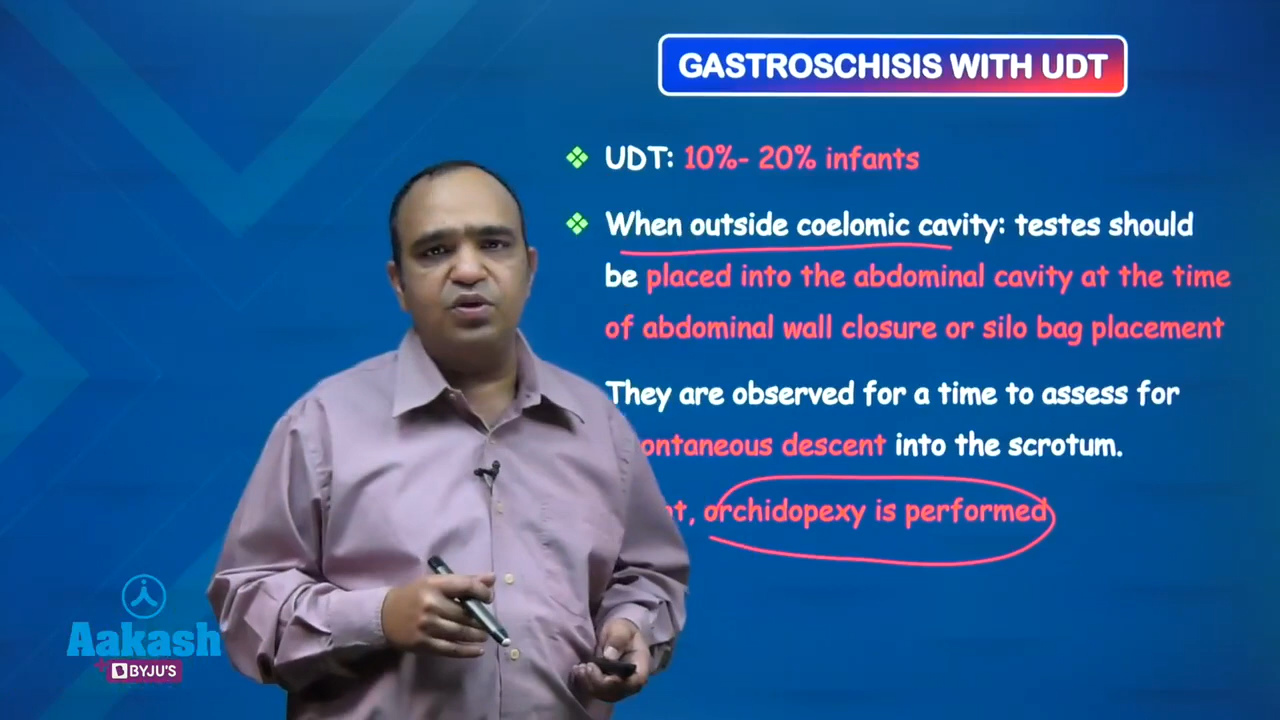 GASTROSCHISIS WITH UDT
UDT: 10%- 20% infants
When outside coelomic cavity: testes should
be placed into the abdominal cavity at the time
of abdominal wall closure or silo bag placement
They are observed for a time to assess for
ontaneous descent into the scrotum.
nt, orchidopexy is performed
Aakash
BYJU'S